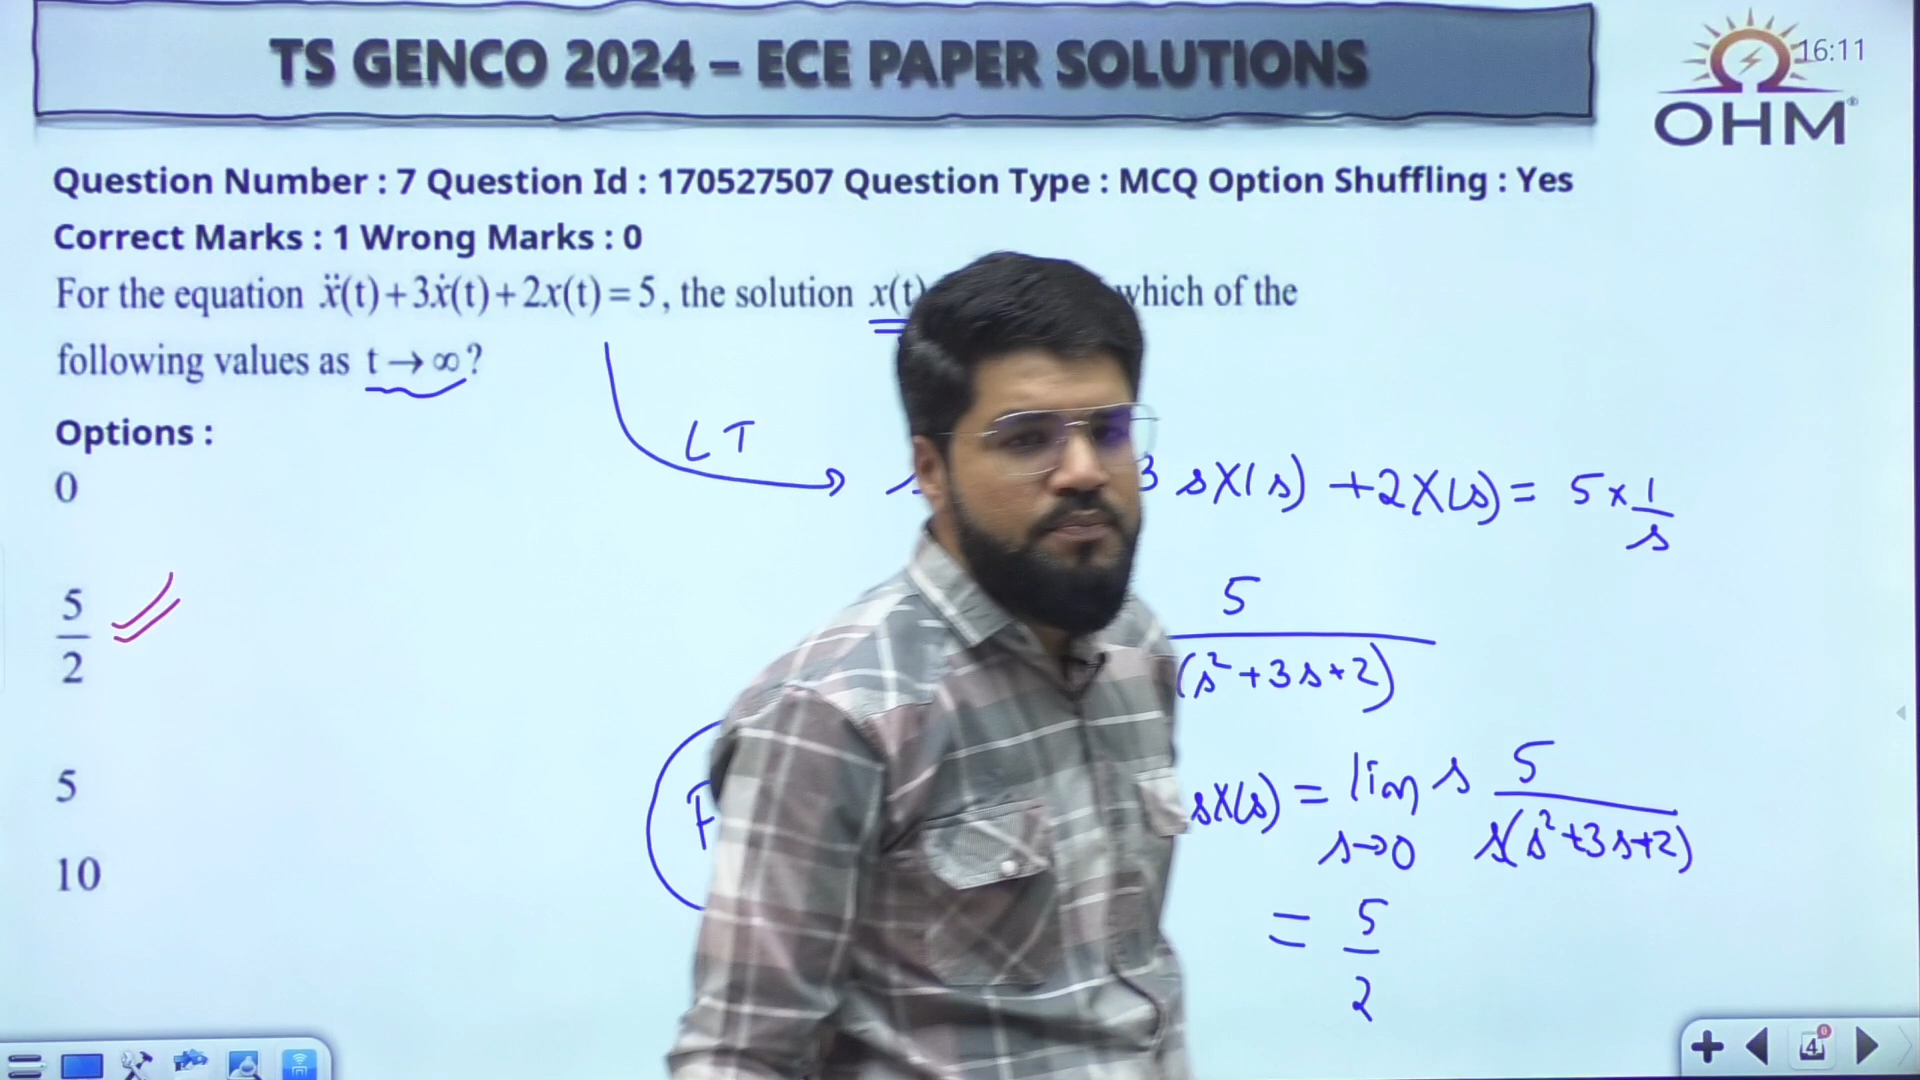 TS GENCO 2024 – ECE PAPER SOLUTIONS
16:11
OHM
Question Number : 7 Question Id : 170527507 Question Type : MCQ Option Shuffling : Yes
Correct Marks : 1 Wrong Marks : 0
For the equation ẍ(t)+3ẋ(t)+2x(t)=5, the solution x(t) which of the
following values as t→∞?
Options :
0
5/2
5
10
LT
3 sX(s) +2X(s) = 5 × 1/s
5
(s²+3s+2)
sX(s) = lim s→0 s 5/s(s²+3s+2)
= 5/2
4